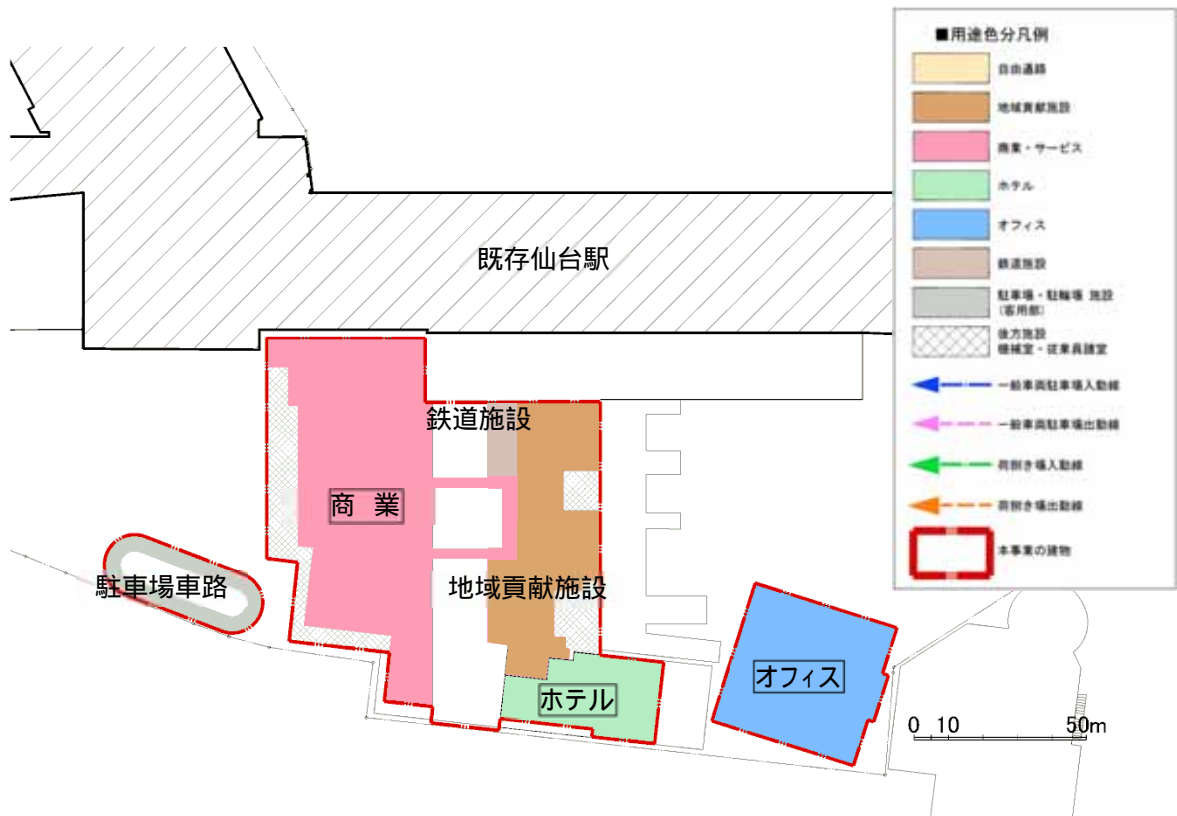 ■用途色分凡例
自由通路
地域貢献施設
商業・サービス
ホテル
オフィス
鉄道施設
駐車場・駐輪場 施設
(客用部)
後方施設
機械室・従業員諸室
一般車両駐車場入動線
一般車両駐車場出動線
荷捌き場入動線
荷捌き場出動線
本事業の建物
既存仙台駅
鉄道施設
商 業
駐車場車路
地域貢献施設
オフィス
ホテル
0 10 50m